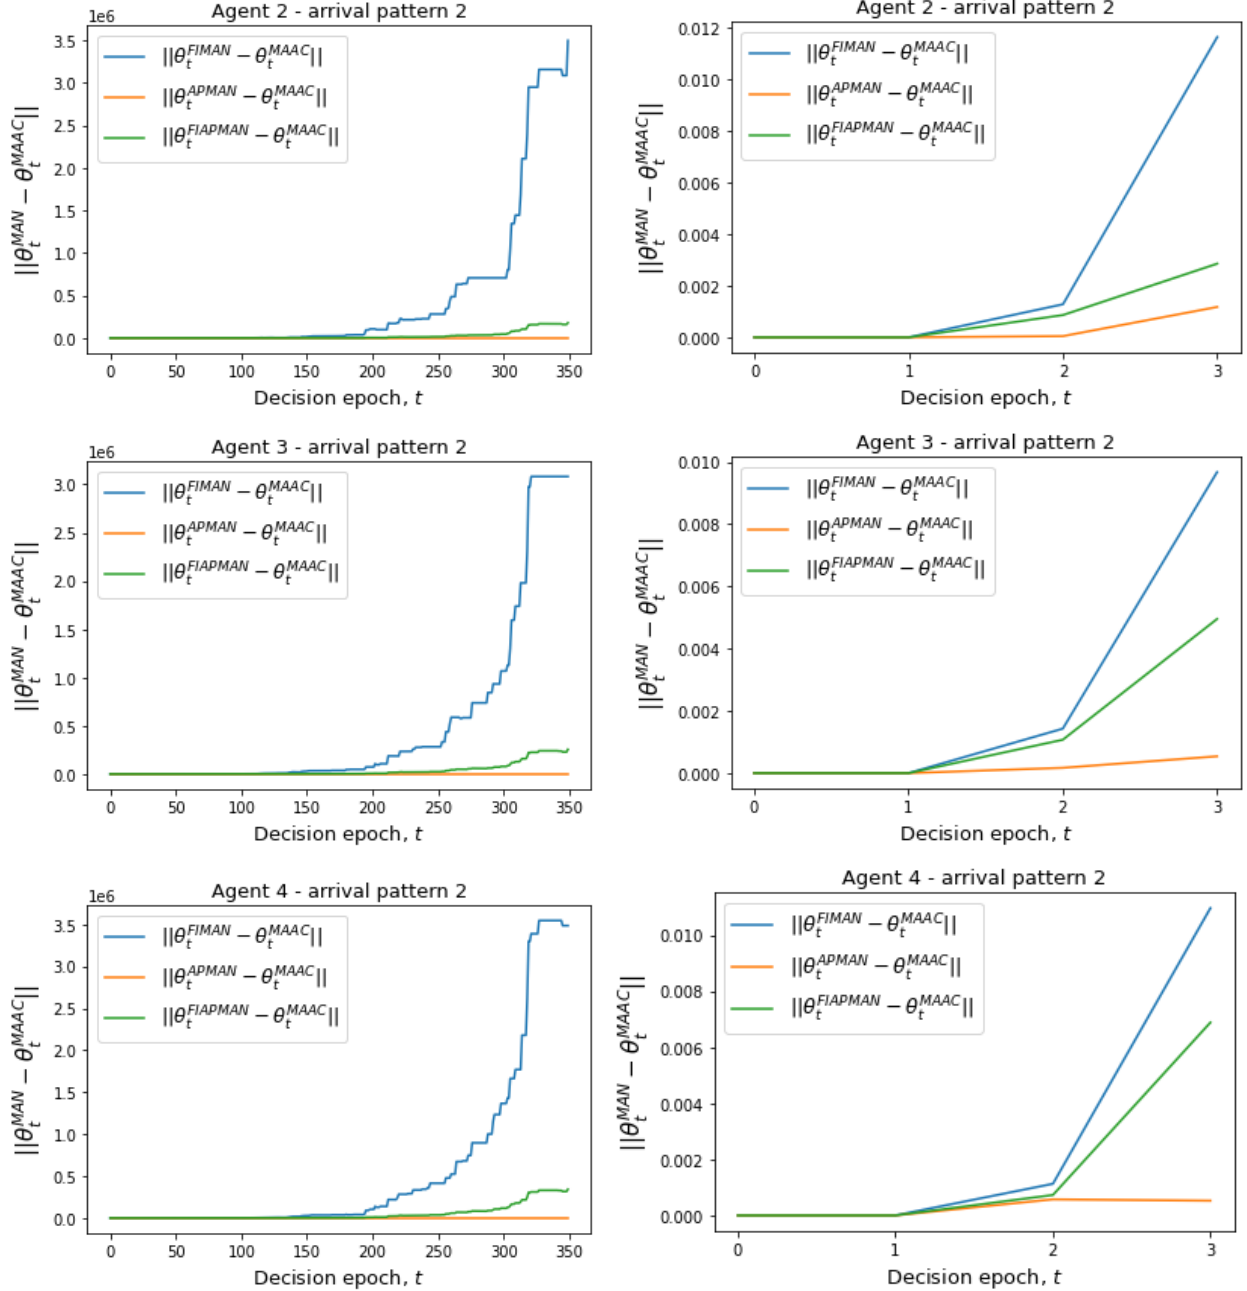 Agent 2 - arrival pattern 2
1e6
||θ_t^{FIMAN} − θ_t^{MAAC}||
||θ_t^{APMAN} − θ_t^{MAAC}||
||θ_t^{FIAPMAN} − θ_t^{MAAC}||
||θ_t^{MAN} − θ_t^{MAAC}||
3.5
3.0
2.5
2.0
1.5
1.0
0.5
0.0
0 50 100 150 200 250 300 350
Decision epoch, t
Agent 2 - arrival pattern 2
||θ_t^{FIMAN} − θ_t^{MAAC}||
||θ_t^{APMAN} − θ_t^{MAAC}||
||θ_t^{FIAPMAN} − θ_t^{MAAC}||
||θ_t^{MAN} − θ_t^{MAAC}||
0.012
0.010
0.008
0.006
0.004
0.002
0.000
0 1 2 3
Decision epoch, t
Agent 3 - arrival pattern 2
1e6
||θ_t^{FIMAN} − θ_t^{MAAC}||
||θ_t^{APMAN} − θ_t^{MAAC}||
||θ_t^{FIAPMAN} − θ_t^{MAAC}||
||θ_t^{MAN} − θ_t^{MAAC}||
3.0
2.5
2.0
1.5
1.0
0.5
0.0
0 50 100 150 200 250 300 350
Decision epoch, t
Agent 3 - arrival pattern 2
||θ_t^{FIMAN} − θ_t^{MAAC}||
||θ_t^{APMAN} − θ_t^{MAAC}||
||θ_t^{FIAPMAN} − θ_t^{MAAC}||
||θ_t^{MAN} − θ_t^{MAAC}||
0.010
0.008
0.006
0.004
0.002
0.000
0 1 2 3
Decision epoch, t
Agent 4 - arrival pattern 2
1e6
||θ_t^{FIMAN} − θ_t^{MAAC}||
||θ_t^{APMAN} − θ_t^{MAAC}||
||θ_t^{FIAPMAN} − θ_t^{MAAC}||
||θ_t^{MAN} − θ_t^{MAAC}||
3.5
3.0
2.5
2.0
1.5
1.0
0.5
0.0
0 50 100 150 200 250 300 350
Decision epoch, t
Agent 4 - arrival pattern 2
||θ_t^{FIMAN} − θ_t^{MAAC}||
||θ_t^{APMAN} − θ_t^{MAAC}||
||θ_t^{FIAPMAN} − θ_t^{MAAC}||
||θ_t^{MAN} − θ_t^{MAAC}||
0.010
0.008
0.006
0.004
0.002
0.000
0 1 2 3
Decision epoch, t